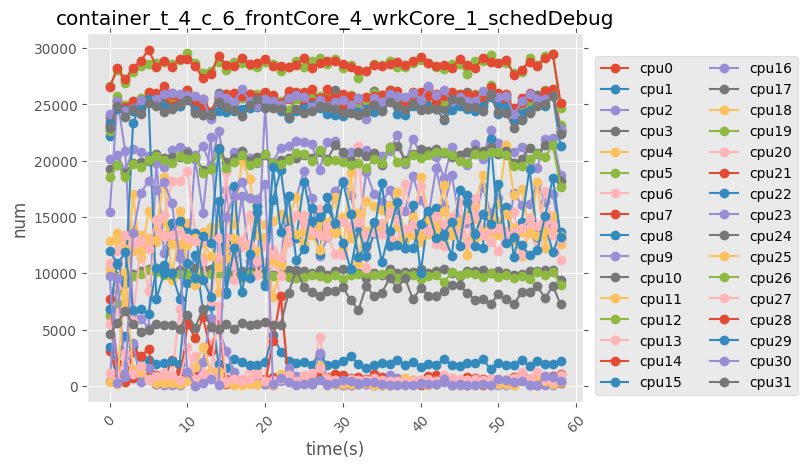 container_t_4_c_6_frontCore_4_wrkCore_1_schedDebug
30000
25000
20000
15000
10000
5000
0
num
0
10
20
30
40
50
60
time(s)
cpu0
cpu1
cpu2
cpu3
cpu4
cpu5
cpu6
cpu7
cpu8
cpu9
cpu10
cpu11
cpu12
cpu13
cpu14
cpu15
cpu16
cpu17
cpu18
cpu19
cpu20
cpu21
cpu22
cpu23
cpu24
cpu25
cpu26
cpu27
cpu28
cpu29
cpu30
cpu31